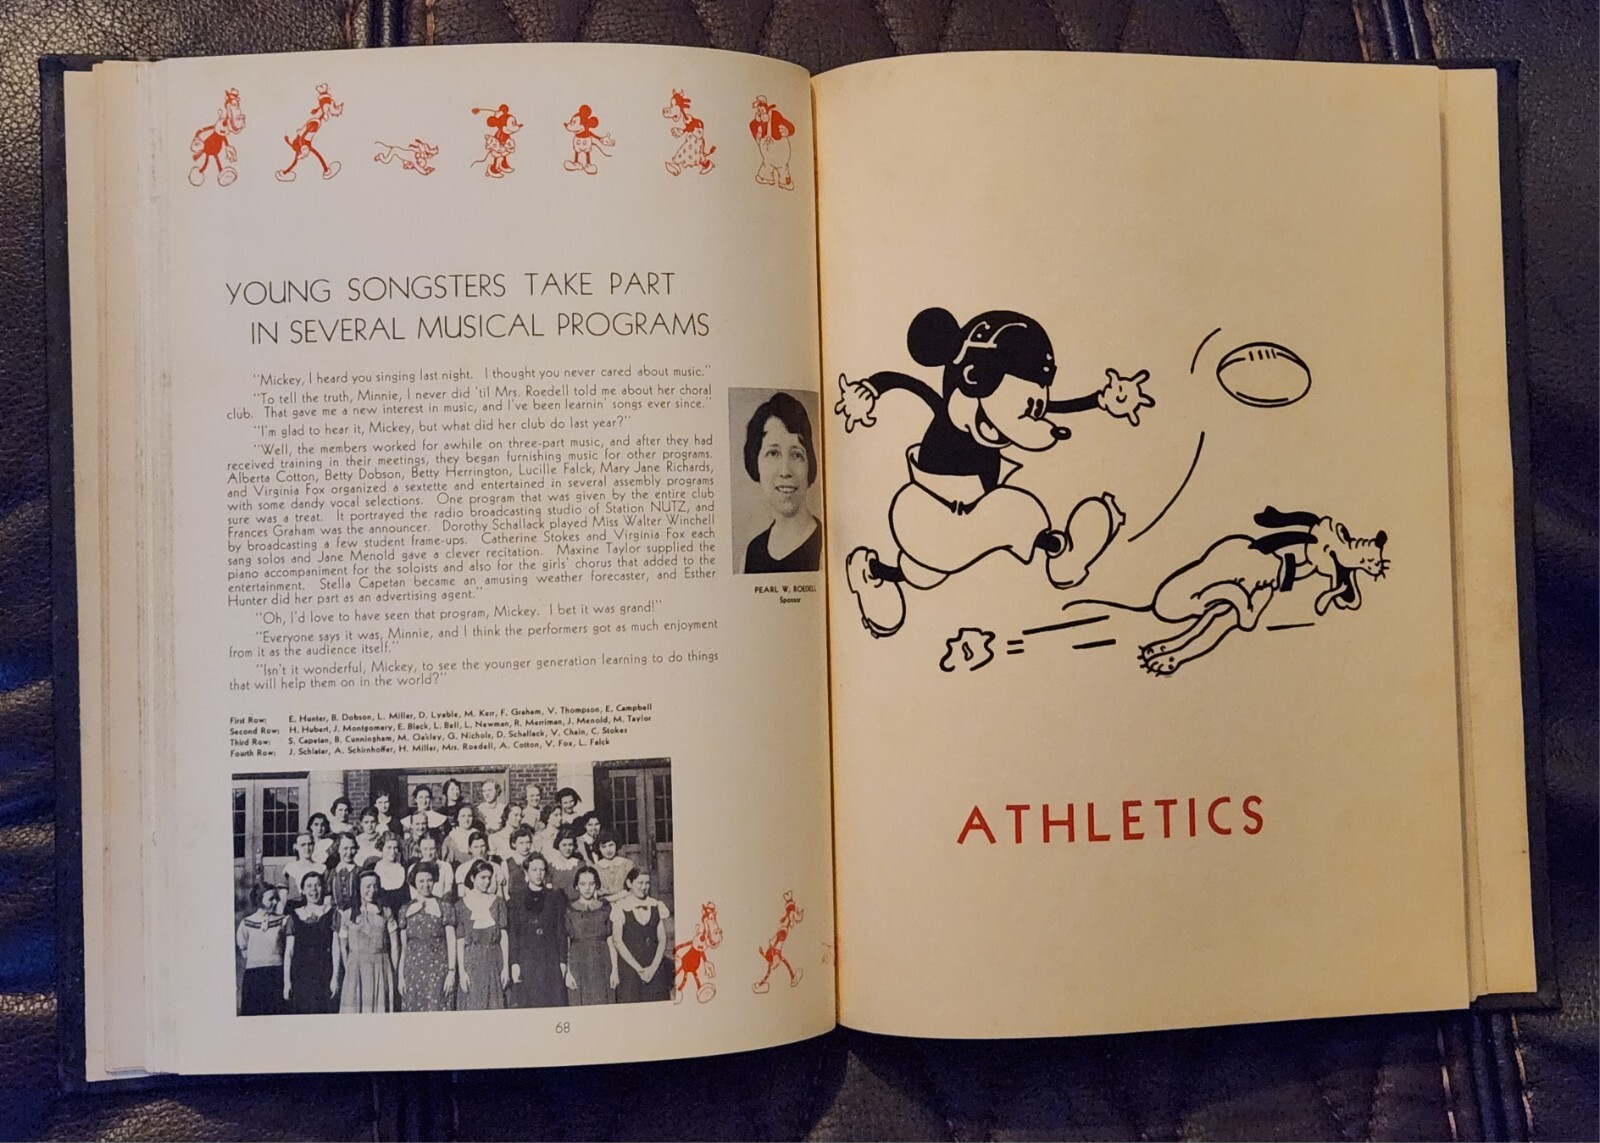 YOUNG SONGSTERS TAKE PART
IN SEVERAL MUSICAL PROGRAMS
"Mickey, I heard you singing last night. I thought you never cared about music."
"To tell the truth, Minnie, I never did 'til Mrs. Roedell told me about her choral
club. That gave me a new interest in music, and I've been learnin' songs ever since."
"I'm glad to hear it, Mickey, but what did her club do last year?"
"Well, the members worked for awhile on three-part music, and after they had
received training in their meetings, they began furnishing music for other programs.
Alberta Cotton, Betty Dobson, Betty Herrington, Lucille Falck, Mary Jane Richards,
and Virginia Fox organized a sextette and entertained in several assembly programs
with some dandy vocal selections. One program that was given by the entire club
sure was a treat. It portrayed the radio broadcasting studio of Station NUTZ, and
Frances Graham was the announcer. Dorothy Schallack played Miss Walter Winchell
by broadcasting a few student frame-ups. Catherine Stokes and Virginia Fox each
sang solos and Jane Menold gave a clever recitation. Maxine Taylor supplied the
piano accompaniment for the soloists and also for the girls' chorus that added to the
entertainment. Stella Capetan became an amusing weather forecaster, and Esther
Hunter did her part as an advertising agent."
"Oh, I'd love to have seen that program, Mickey. I bet it was grand!"
"Everyone says it was, Minnie, and I think the performers got as much enjoyment
from it as the audience itself."
"Isn't it wonderful, Mickey, to see the younger generation learning to do things
that will help them on in the world?"
PEARL W. ROEDELL
Sponsor
First Row: E. Hunter, B. Dobson, L. Miller, D. Lyable, M. Kerr, F. Graham, V. Thompson, E. Campbell
Second Row: H. Hubert, J. Montgomery, E. Black, L. Bell, L. Newman, R. Merriman, J. Menold, M. Taylor
Third Row: S. Capetan, B. Cunningham, M. Oakley, G. Nichols, D. Schallack, V. Chain, C. Stokes
Fourth Row: J. Schlater, A. Schirnhoffer, H. Miller, Mrs. Roedell, A. Cotton, V. Fox, L. Falck
68
ATHLETICS